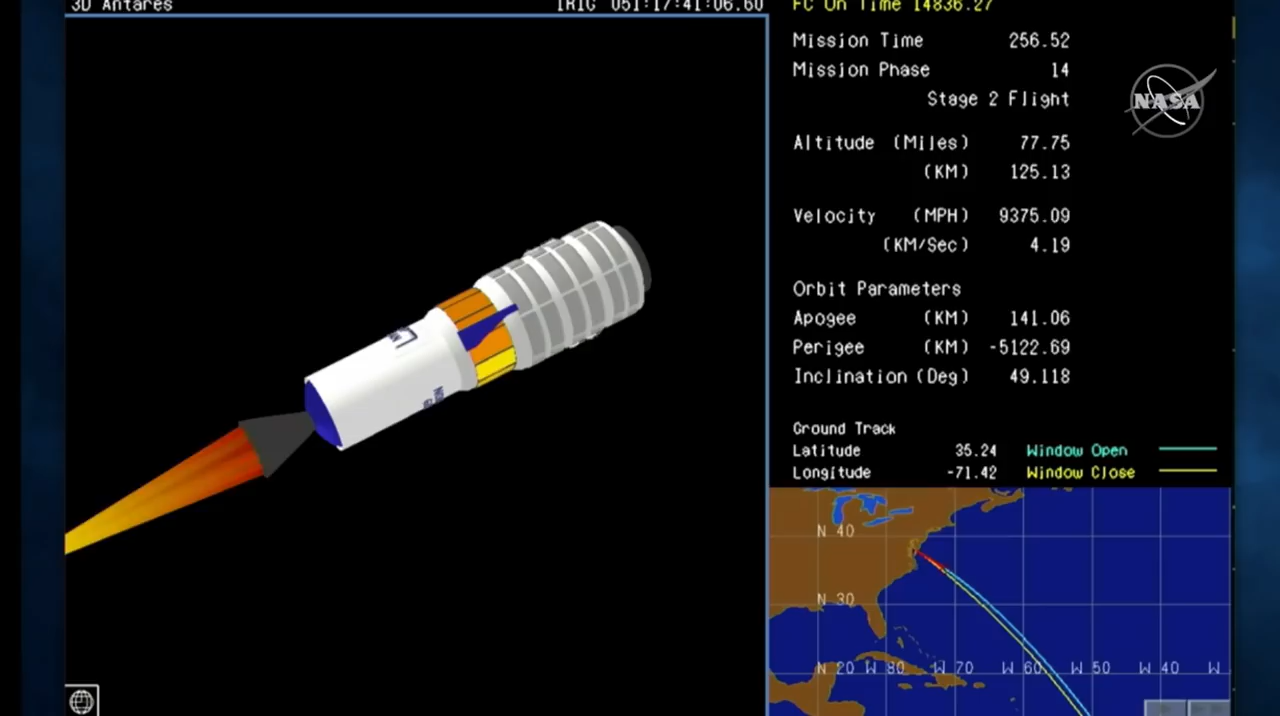 3D Antares
IRIG 051:17:41:06.60
FC On Time 14836.27
Mission Time 256.52
Mission Phase 14
Stage 2 Flight
NASA
Altitude (Miles) 77.75
(KM) 125.13
Velocity (MPH) 9375.09
(KM/Sec) 4.19
Orbit Parameters
Apogee (KM) 141.06
Perigee (KM) -5122.69
Inclination (Deg) 49.118
Ground Track
Latitude 35.24 Window Open
Longitude -71.42 Window Close
N 40
N 30
N 20 W 80 W 70 W 60 W 50 W 40 W